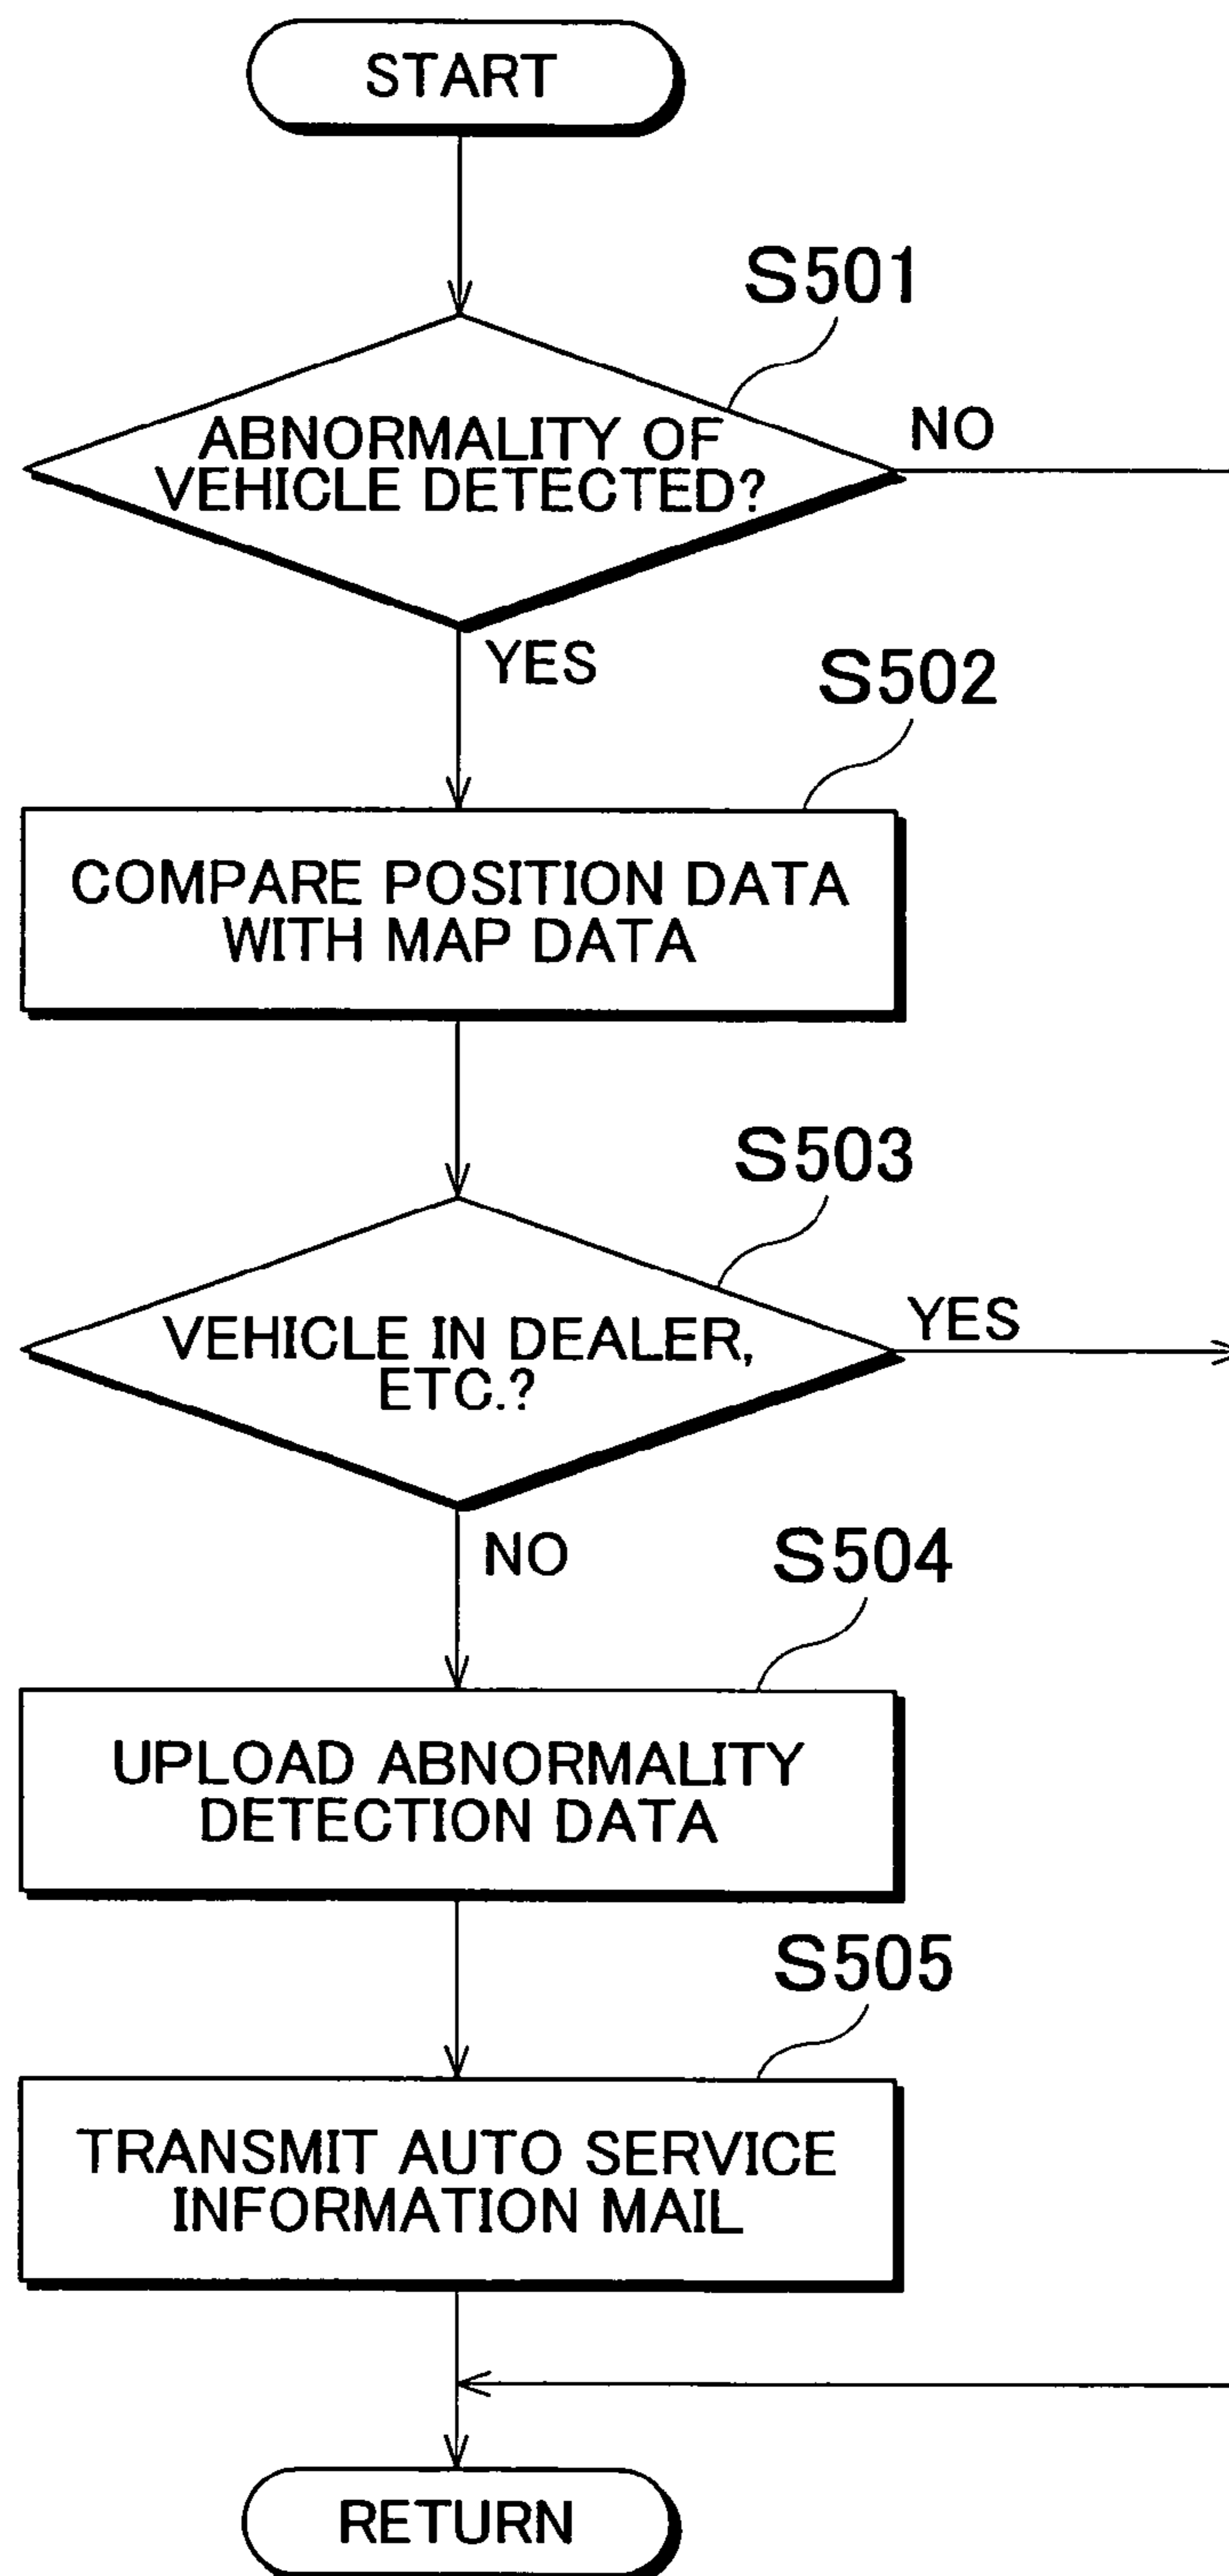 START
S501
ABNORMALITY OF
VEHICLE DETECTED?
NO
YES
S502
COMPARE POSITION DATA
WITH MAP DATA
S503
VEHICLE IN DEALER,
ETC.?
YES
NO
S504
UPLOAD ABNORMALITY
DETECTION DATA
S505
TRANSMIT AUTO SERVICE
INFORMATION MAIL
RETURN